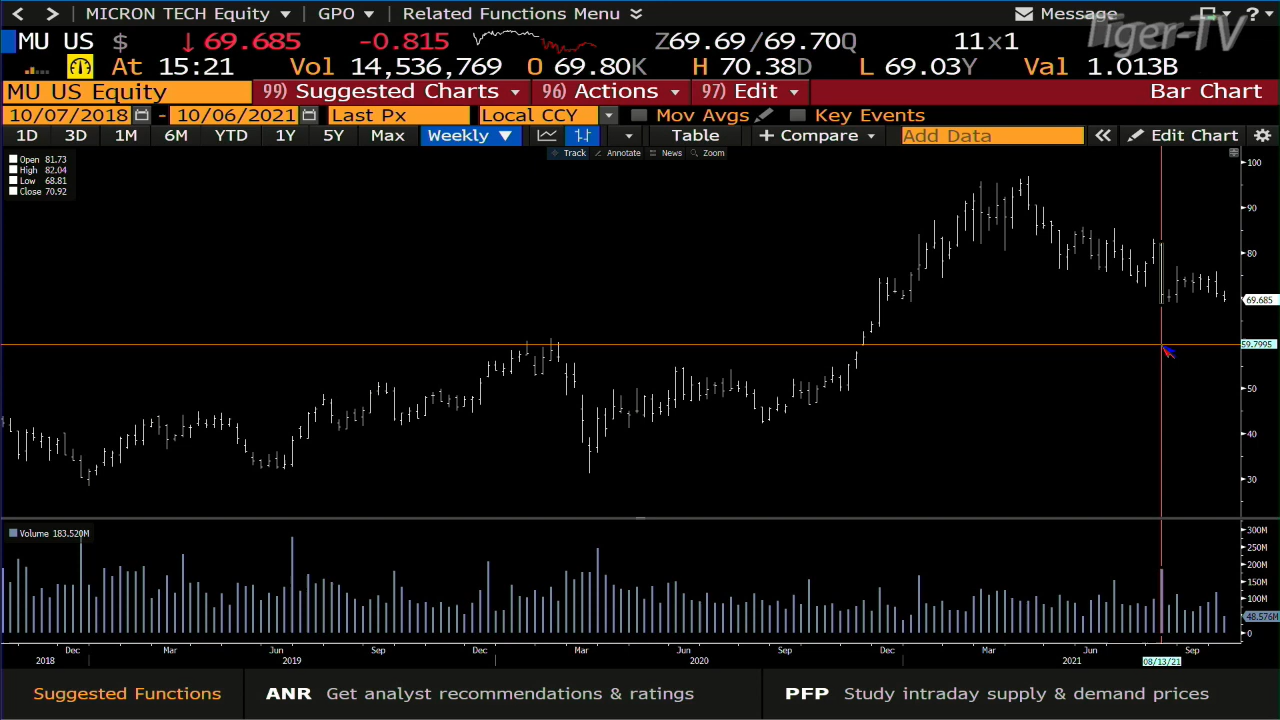 MICRON TECH Equity GPO Related Functions Menu Message ?
Tiger-TV
MU US $ 69.685 -0.815 Z69.69/69.70Q 11x1
At 15:21 Vol 14,536,769 O 69.80K H 70.38D L 69.03Y Val 1.013B
MU US Equity 99) Suggested Charts 96) Actions 97) Edit Bar Chart
10/07/2018 - 10/06/2021 Last Px Local CCY Mov Avgs Key Events
1D 3D 1M 6M YTD 1Y 5Y Max Weekly Table + Compare Add Data « Edit Chart
Track Annotate News Zoom
Open 81.73
High 82.04
Low 68.81
Close 70.92
100
90
80
69.685
59.7995
50
40
30
Volume 183.520M
300M
250M
200M
150M
100M
48.576M
0
Dec Mar Jun Sep Dec Mar Jun Sep Dec Mar Jun Sep
2018 2019 2020 2021 08/13/21
Suggested Functions ANR Get analyst recommendations & ratings PFP Study intraday supply & demand prices